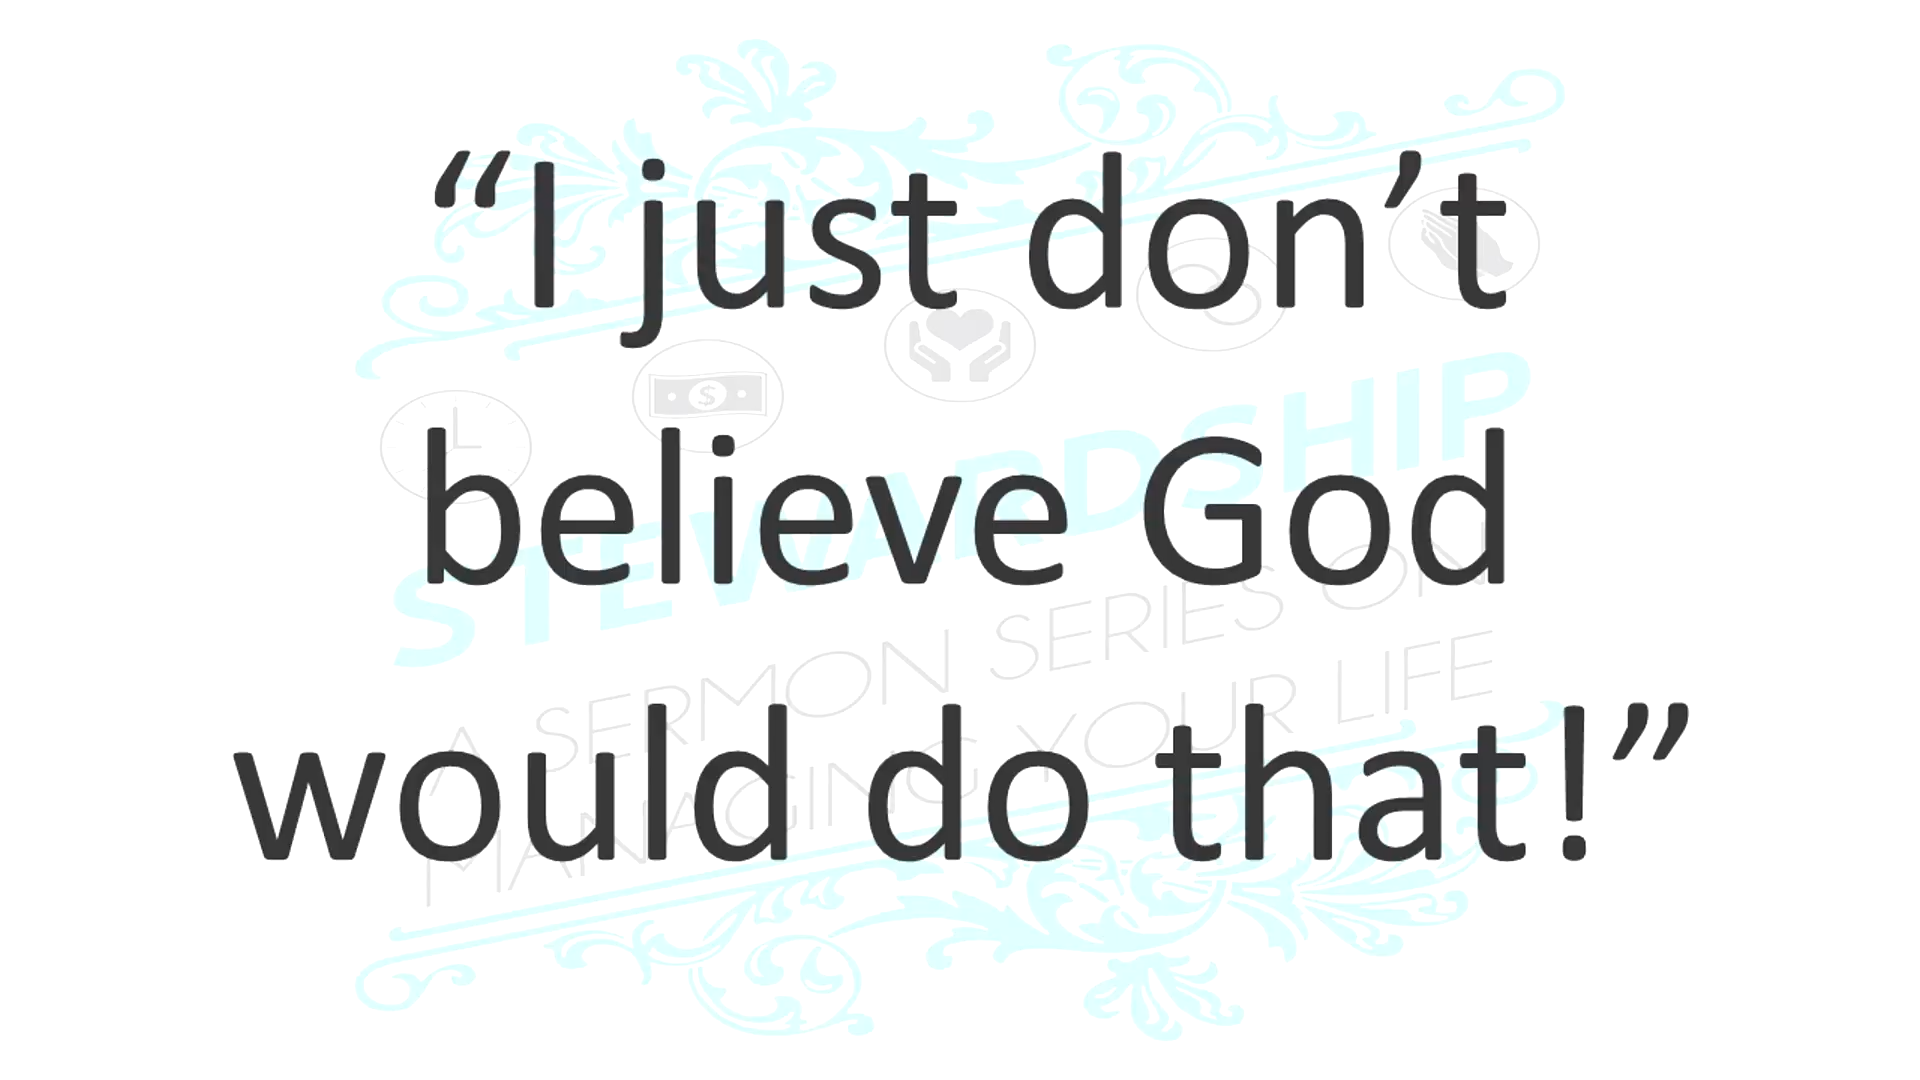 “I just don’t
believe God
would do that!”
STEWARDSHIP
A SERMON SERIES ON
MANAGING YOUR LIFE
$